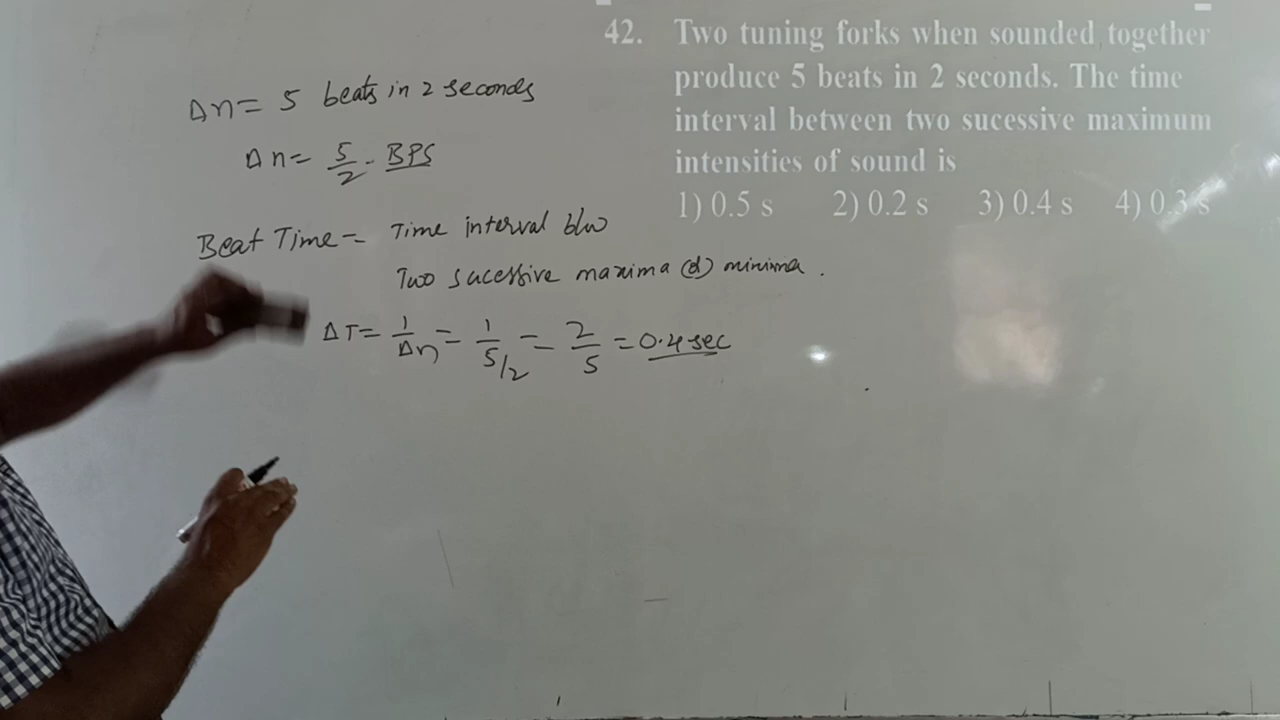 42. Two tuning forks when sounded together
produce 5 beats in 2 seconds. The time
interval between two sucessive maximum
intensities of sound is
1) 0.5 s 2) 0.2 s 3) 0.4 s 4) 0.3 s
Δn = 5 beats in 2 seconds
Δn = 5/2 - BPS
Beat Time = Time interval b/w
Two sucessive maxima (or) minima .
ΔT = 1/Δn = 1/5/2 = 2/5 = 0.4 sec